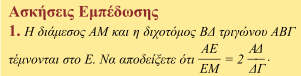 Ασκήσεις Εμπέδωσης
1. Η διάμεσος ΑΜ και η διχοτόμος ΒΔ τριγώνου ΑΒΓ
τέμνονται στο Ε. Να αποδείξετε ότι ΑΕ/ΕΜ = 2 ΑΔ/ΔΓ.